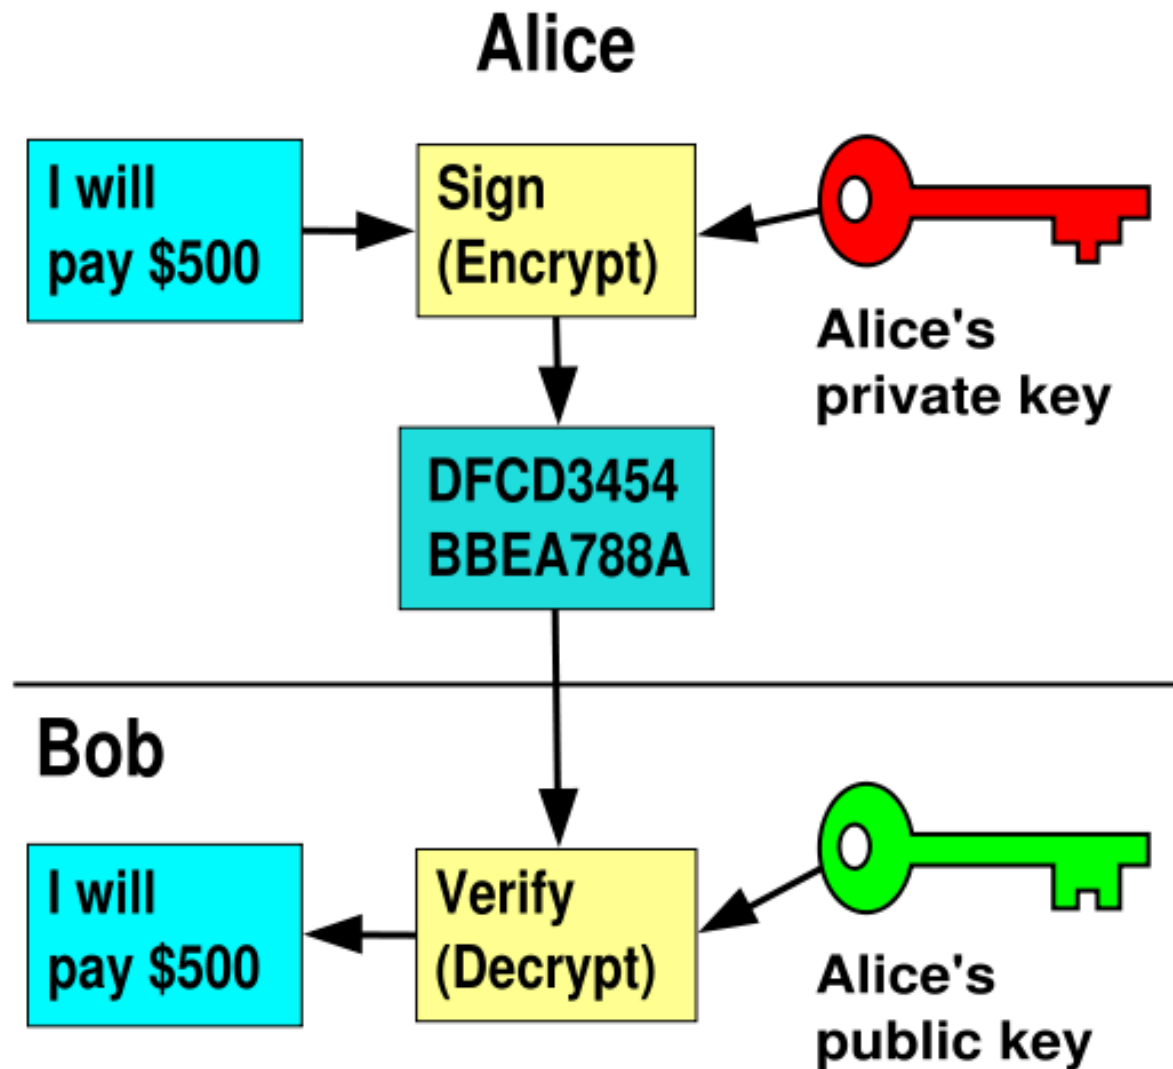 Alice
I will
pay $500
Sign
(Encrypt)
Alice's
private key
DFCD3454
BBEA788A
Bob
I will
pay $500
Verify
(Decrypt)
Alice's
public key